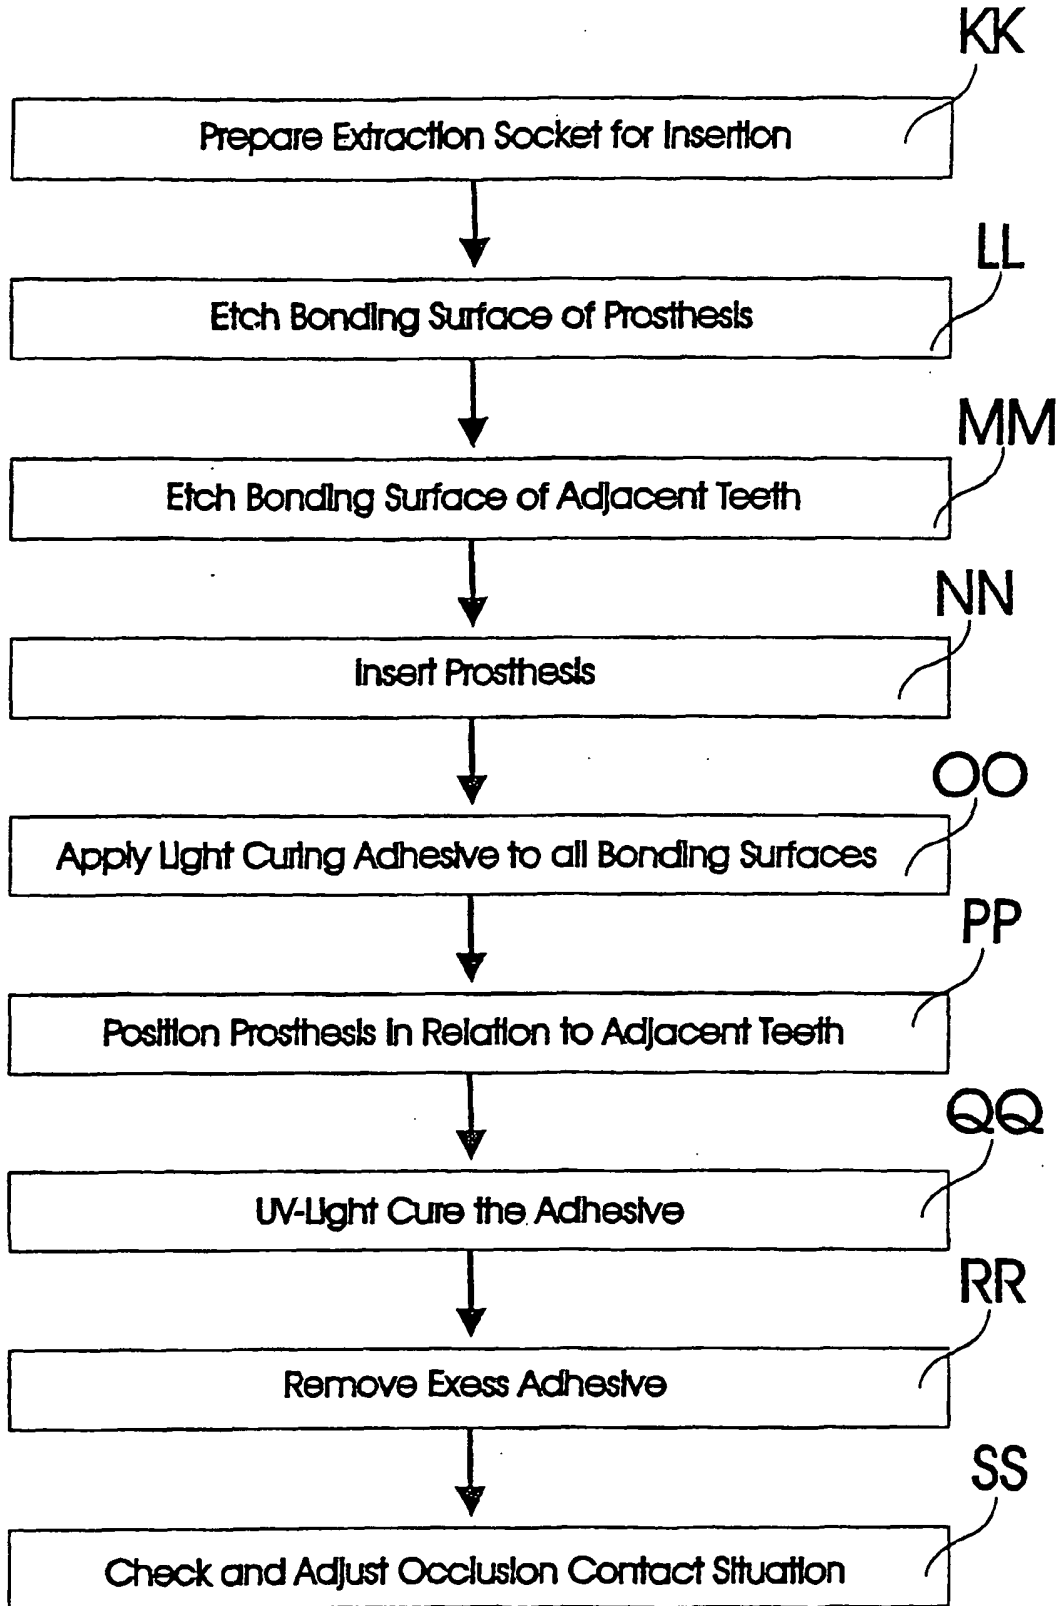 KK
Prepare Extraction Socket for Insertion
LL
Etch Bonding Surface of Prosthesis
MM
Etch Bonding Surface of Adjacent Teeth
NN
Insert Prosthesis
OO
Apply Light Curing Adhesive to all Bonding Surfaces
PP
Position Prosthesis in Relation to Adjacent Teeth
QQ
UV-Light Cure the Adhesive
RR
Remove Exess Adhesive
SS
Check and Adjust Occlusion Contact Situation